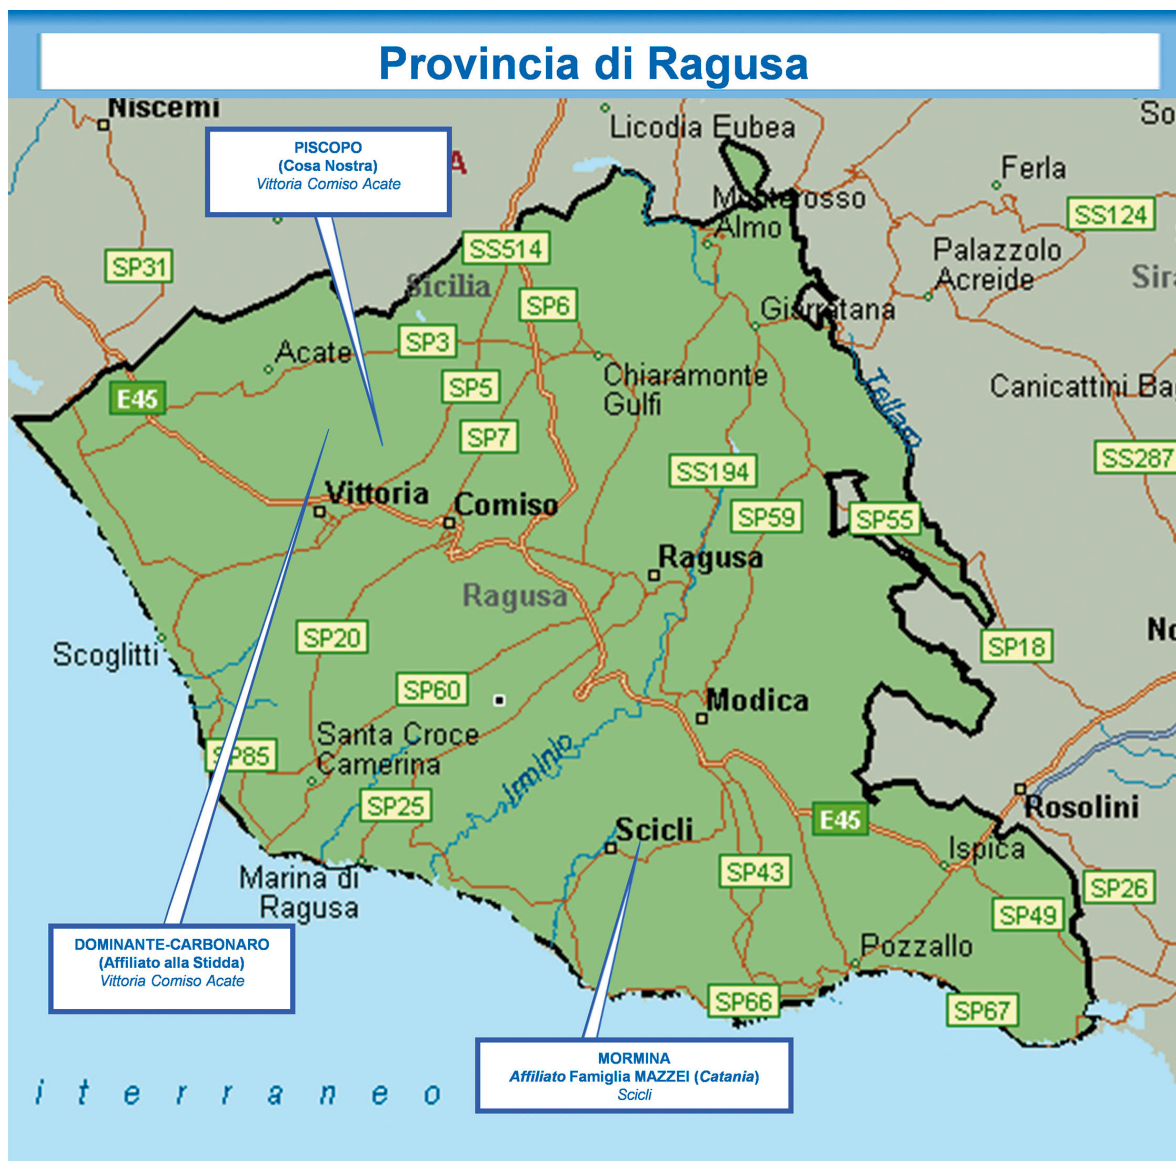 Provincia di Ragusa
Niscemi
Licodia Eubea
So
PISCOPO
(Cosa Nostra)
Vittoria Comiso Acate
A
Ferla
Monterosso
Almo
SS124
SP31
SS514
Palazzolo
Acreide
Sicilia
Sira
SP6
Giarratana
SP3
Acate
Chiaramonte
Gulfi
SP5
E45
Tellaro
Canicattini Ba
SP7
SS194
SS287
Vittoria
Comiso
SP59
SP55
Ragusa
Ragusa
SP20
Scoglitti
SP18
No
SP60
Modica
Santa Croce
Camerina
SP85
Irminio
SP25
E45
Rosolini
Scicli
Ispica
SP43
SP26
Marina di
Ragusa
SP49
DOMINANTE-CARBONARO
(Affiliato alla Stidda)
Vittoria Comiso Acate
Pozzallo
SP66
SP67
MORMINA
Affiliato Famiglia MAZZEI (Catania)
Scicli
iterraneo